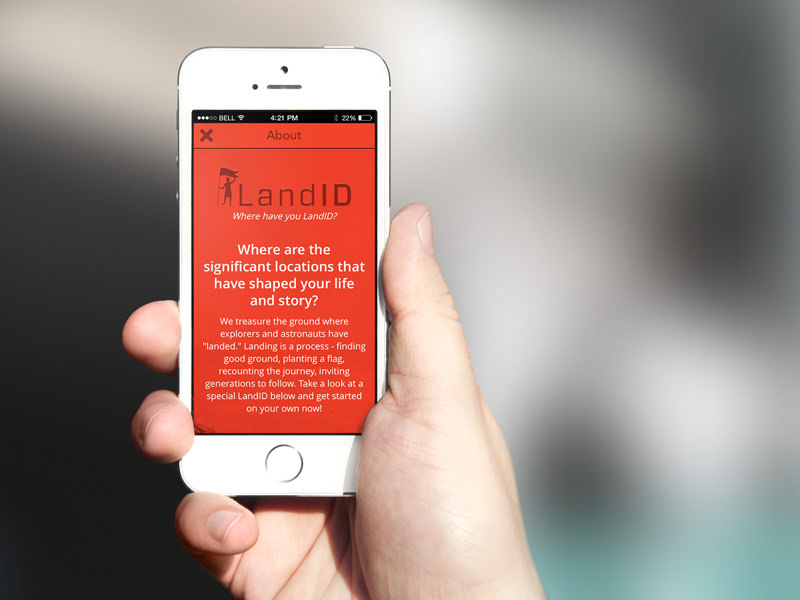 BELL 4:21 PM 22%
About
LandID
Where have you LandID?
Where are the
significant locations that
have shaped your life
and story?
We treasure the ground where
explorers and astronauts have
"landed." Landing is a process - finding
good ground, planting a flag,
recounting the journey, inviting
generations to follow. Take a look at a
special LandID below and get started
on your own now!